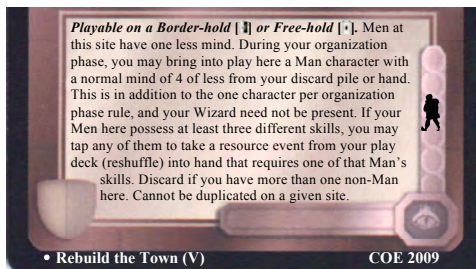 Playable on a Border-hold [] or Free-hold []. Men at
this site have one less mind. During your organization
phase, you may bring into play here a Man character with
a normal mind of 4 of less from your discard pile or hand.
This is in addition to the one character per organization
phase rule, and your Wizard need not be present. If your
Men here possess at least three different skills, you may
tap any of them to take a resource event from your play
deck (reshuffle) into hand that requires one of that Man's
skills. Discard if you have more than one non-Man
here. Cannot be duplicated on a given site.
• Rebuild the Town (V) COE 2009